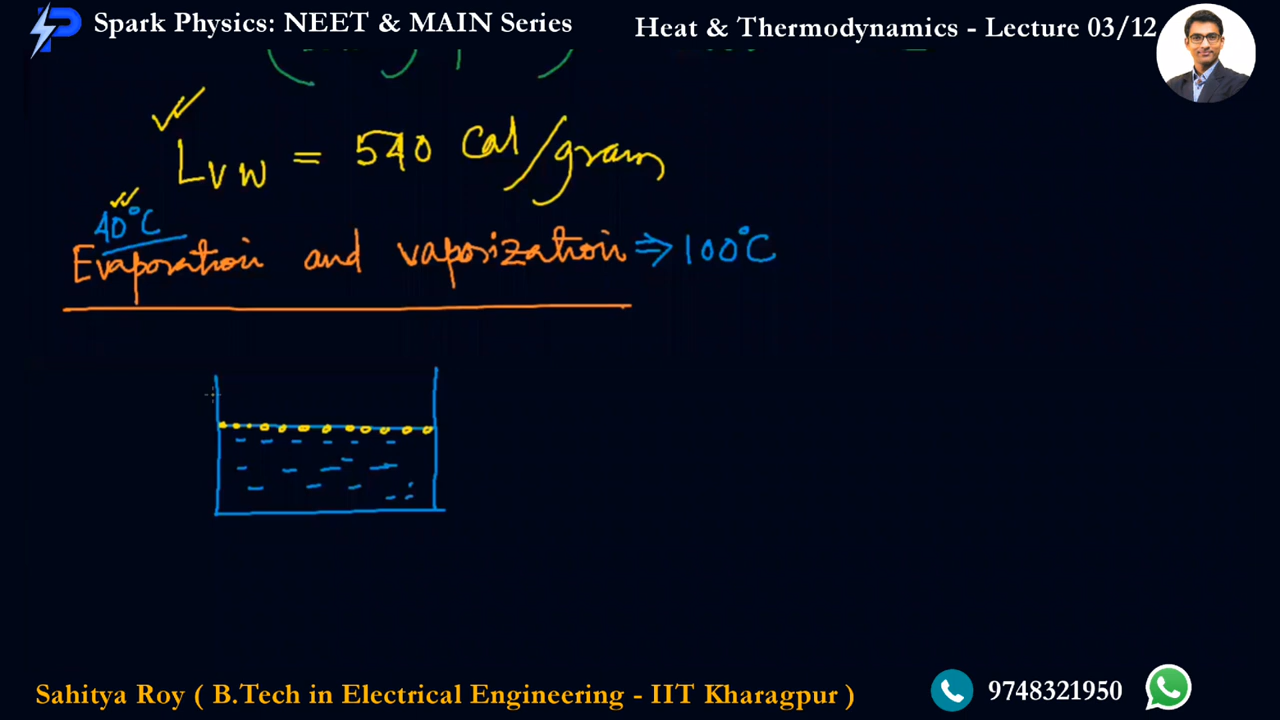 Spark Physics: NEET & MAIN Series
Heat & Thermodynamics - Lecture 03/12
LVW = 540 Cal/gram
40°C
Evaporation and vaporization ⇒ 100°C
Sahitya Roy ( B.Tech in Electrical Engineering - IIT Kharagpur )
9748321950